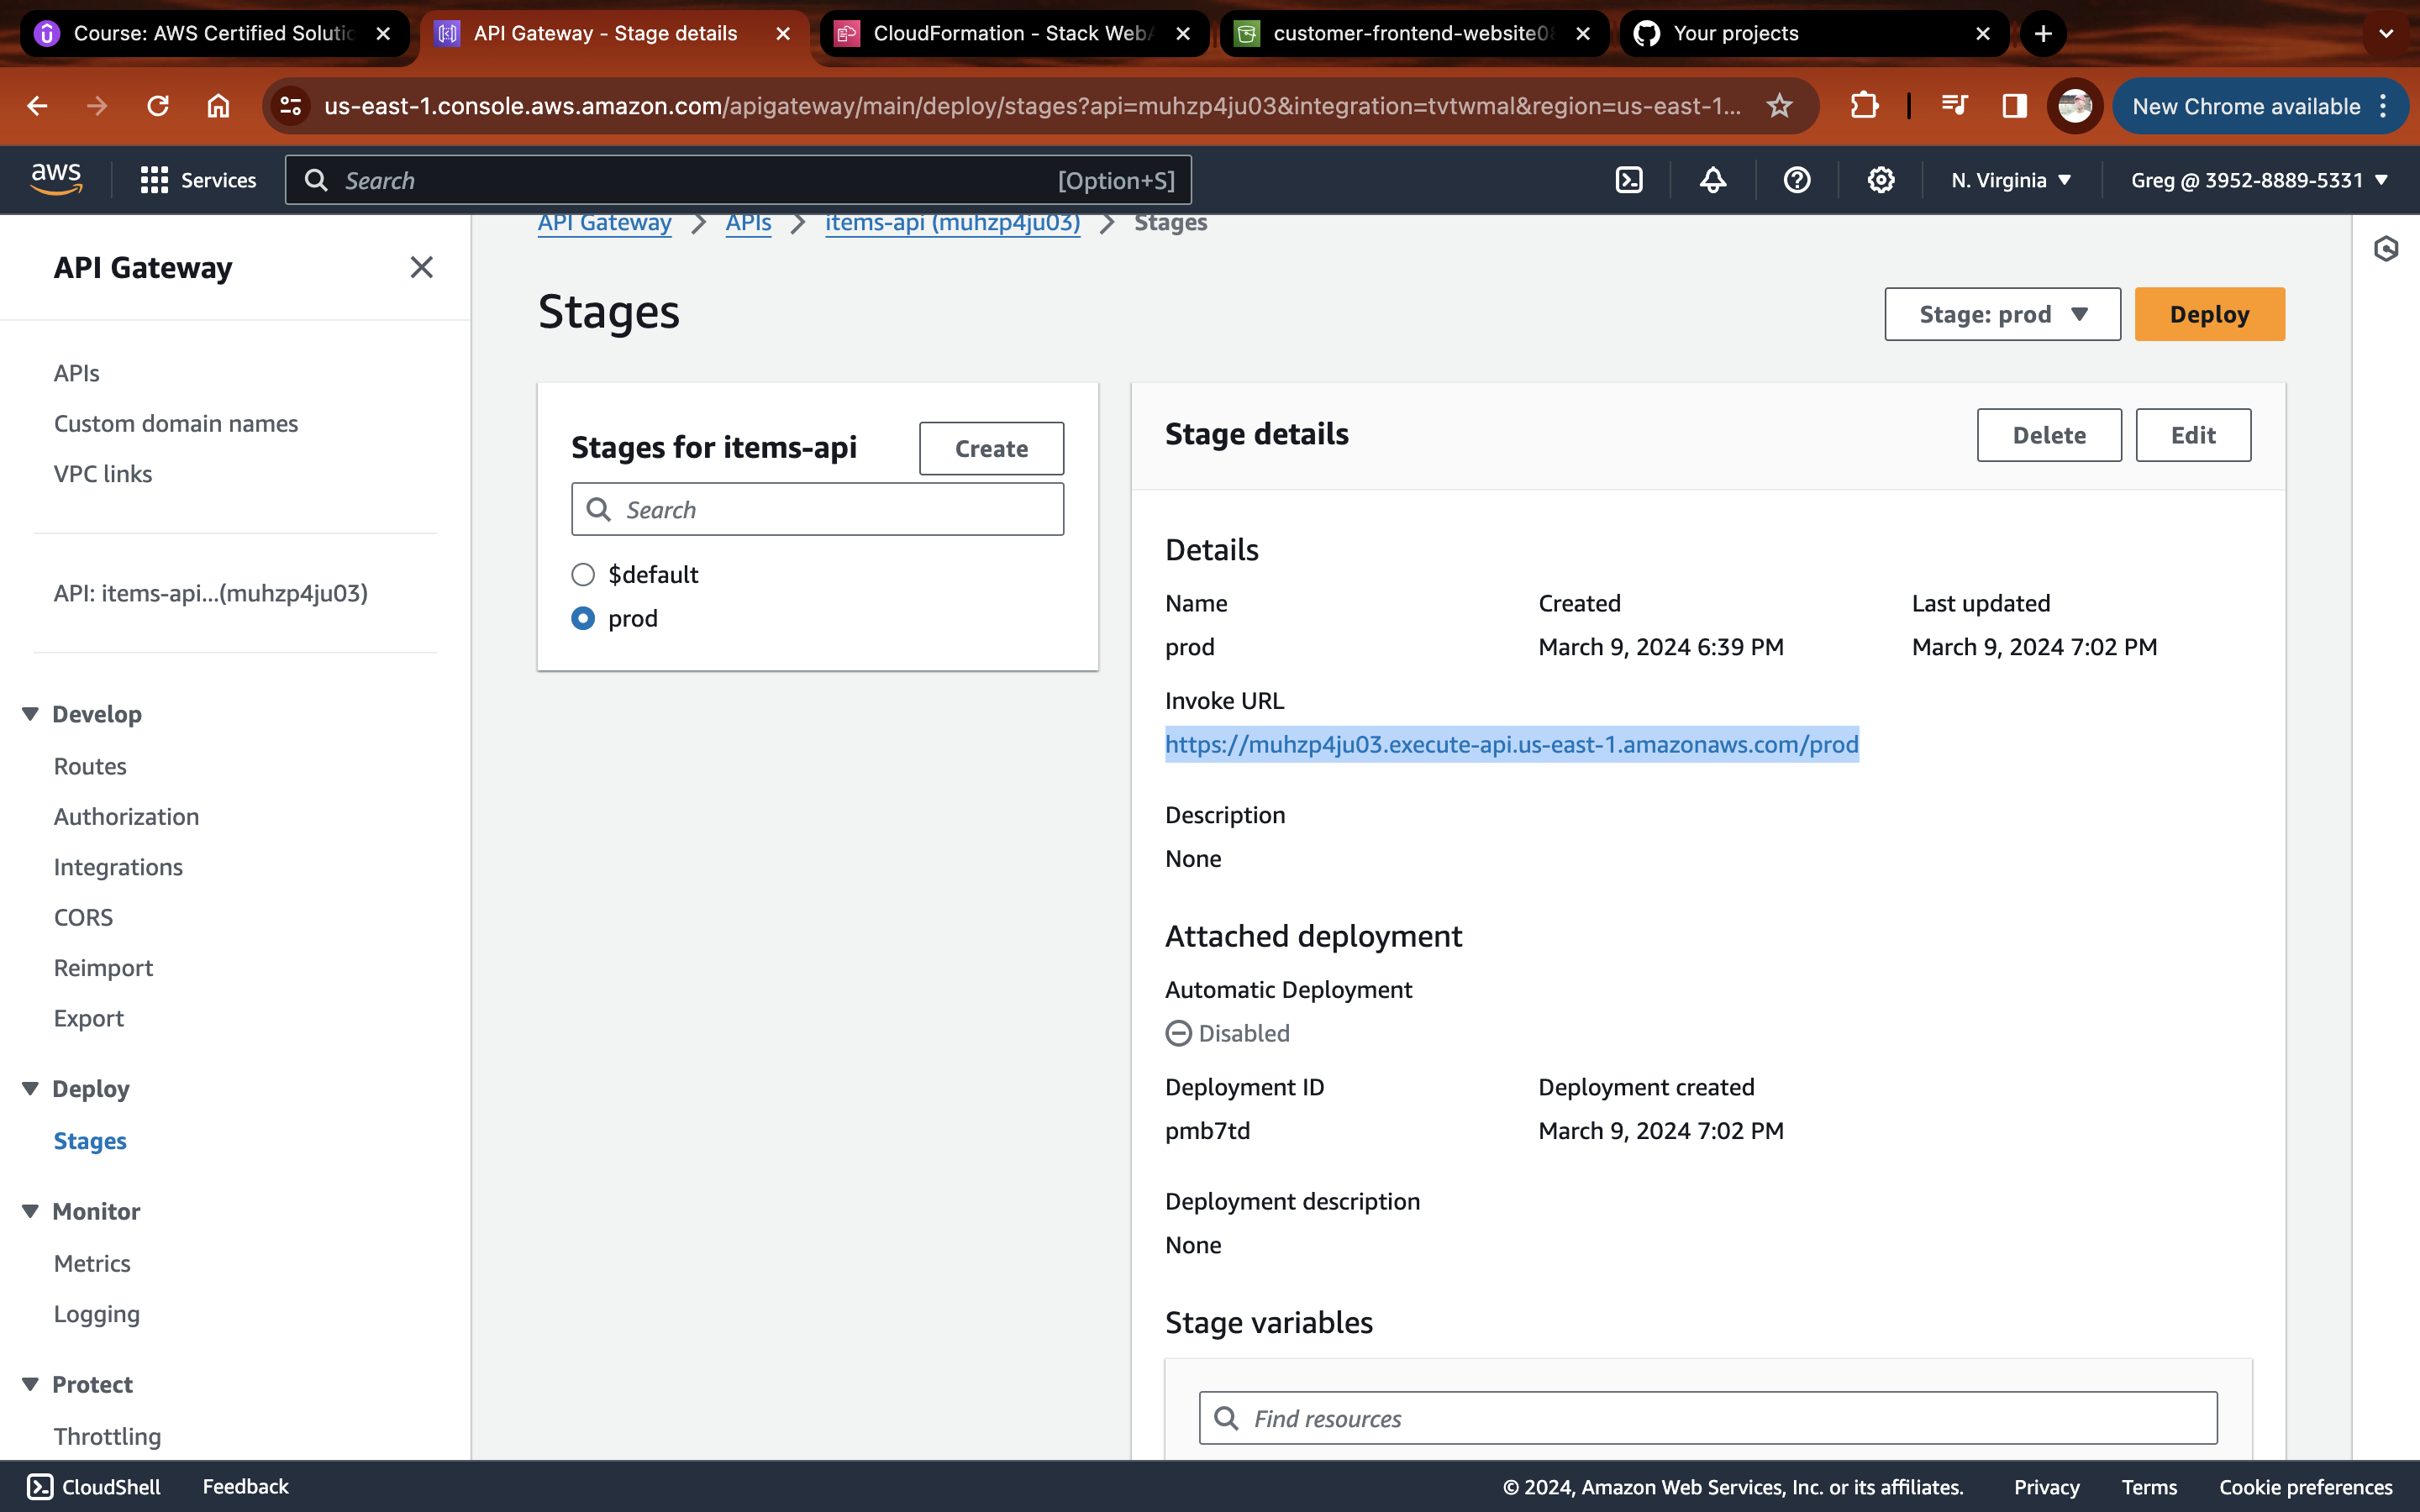 Course: AWS Certified Solutio
API Gateway - Stage details
CloudFormation - Stack WebA
customer-frontend-website08
Your projects
us-east-1.console.aws.amazon.com/apigateway/main/deploy/stages?api=muhzp4ju03&integration=tvtwmal&region=us-east-1...
New Chrome available
aws
Services
Search
[Option+S]
N. Virginia
Greg @ 3952-8889-5331
API Gateway
APIs
Custom domain names
VPC links
API: items-api...(muhzp4ju03)
Develop
Routes
Authorization
Integrations
CORS
Reimport
Export
Deploy
Stages
Monitor
Metrics
Logging
Protect
Throttling
API Gateway > APIs > items-api (muhzp4ju03) > Stages
Stages
Stage: prod
Deploy
Stages for items-api
Create
Search
$default
prod
Stage details
Delete
Edit
Details
Name
prod
Created
March 9, 2024 6:39 PM
Last updated
March 9, 2024 7:02 PM
Invoke URL
https://muhzp4ju03.execute-api.us-east-1.amazonaws.com/prod
Description
None
Attached deployment
Automatic Deployment
Disabled
Deployment ID
pmb7td
Deployment created
March 9, 2024 7:02 PM
Deployment description
None
Stage variables
Find resources
CloudShell
Feedback
© 2024, Amazon Web Services, Inc. or its affiliates.
Privacy
Terms
Cookie preferences